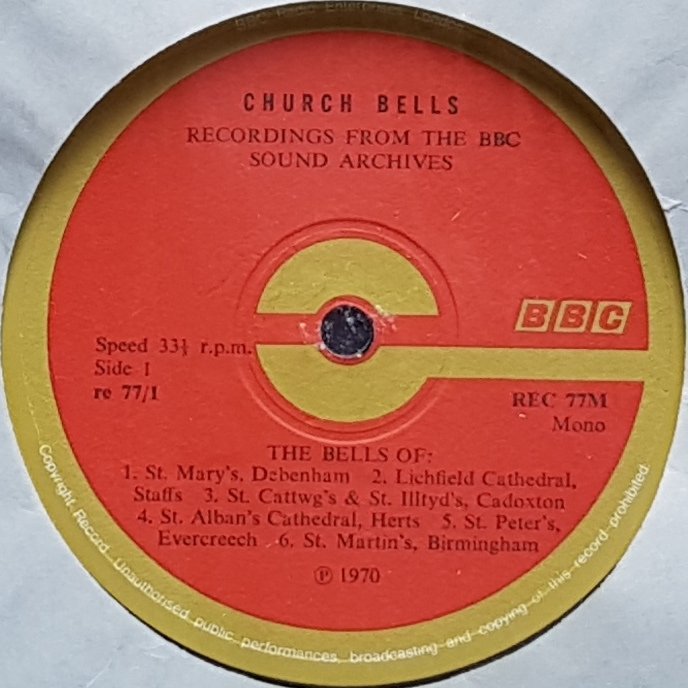 BBC Radio Enterprises, London.
CHURCH BELLS
RECORDINGS FROM THE BBC
SOUND ARCHIVES
BBC
Speed 33⅓ r.p.m.
Side 1
re 77/1
REC 77M
Mono
THE BELLS OF:
1. St. Mary's, Debenham 2. Lichfield Cathedral,
Staffs 3. St. Cattwg's & St. Illtyd's, Cadoxton
4. St. Alban's Cathedral, Herts 5. St. Peter's,
Evercreech 6. St. Martin's, Birmingham
℗ 1970
Copyright Record. Unauthorised public performances, broadcasting and copying of this record prohibited.